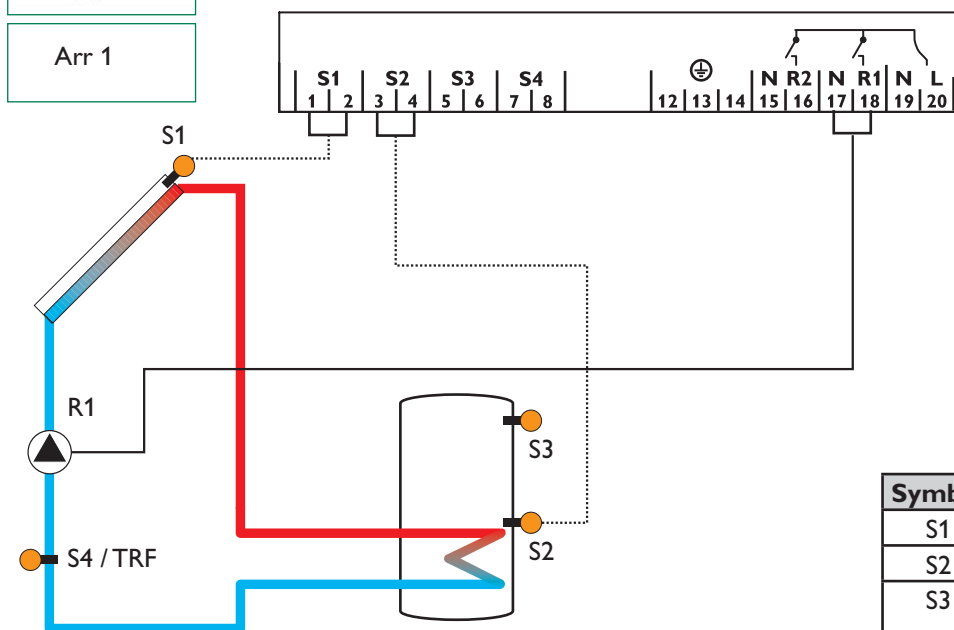 Arr 1
S1 S2 S3 S4 N R2 N R1 N L
1 2 3 4 5 6 7 8 12 13 14 15 16 17 18 19 20
S1
R1
S3
S2
S4 / TRF
Symb
S1
S2
S3